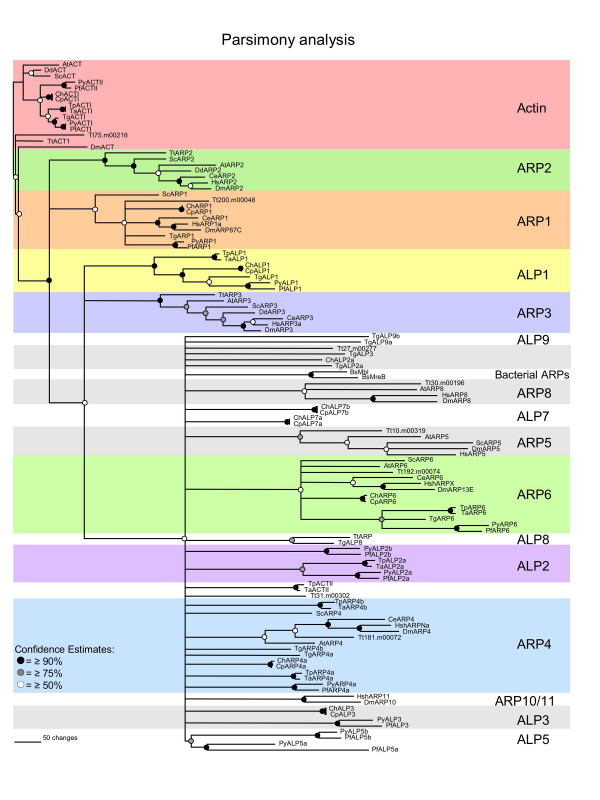 Parsimony analysis
AtACT
DdACT
ScACT
PyACTII
PfACTII
ChACTI
CpACTI
TpACTI
TaACTI
TgACTI
PyACTI
PfACTI
Tt75.m00216
TtACT1
DmACT
Actin
TtARP2
ScARP2
AtARP2
DdARP2
CeARP2
HsARP2
DmARP2
ARP2
ScARP1
Tt200.m00048
ChARP1
CpARP1
CeARP1
HsARP1a
DmARP87C
TgARP1
PyARP1
PfARP1
ARP1
TpALP1
TaALP1
ChALP1
CpALP1
TgALP1
PyALP1
PfALP1
ALP1
TtARP3
AtARP3
ScARP3
DdARP3
CeARP3
HsARP3a
DmARP3
ARP3
TgALP9b
TgALP9a
ALP9
Tt27.m00277
TgALP3
ChALP2a
TgALP2a
BsMbl
BsMreB
Bacterial ARPs
Tt30.m00196
AtARP8
HsARP8
DmARP8
ARP8
ChALP7b
CpALP7b
ChALP7a
CpALP7a
ALP7
Tt10.m00319
AtARP5
ScARP5
DmARP5
HsARP5
ARP5
ScARP6
AtARP6
Tt192.m00074
CeARP6
HshARPX
DmARP13E
ChARP6
CpARP6
TpARP6
TaARP6
TgARP6
PyARP6
PfARP6
ARP6
TtARP
TgALP8
ALP8
PyALP2b
PfALP2b
TpALP2a
TaALP2a
PyALP2a
PfALP2a
ALP2
TpACTII
TaACTII
Tt31.m00302
TpARP4b
TaARP4b
ScARP4
CeARP4
HshARPNa
DmARP4
Tt181.m00072
AtARP4
TgARP4b
TgARP4a
ChARP4a
CpARP4a
TpARP4a
TaARP4a
PyARP4a
PfARP4a
ARP4
Confidence Estimates:
= ≥ 90%
= ≥ 75%
= ≥ 50%
HshARP11
DmARP10
ARP10/11
ChALP3
CpALP3
PyALP3
PfALP3
ALP3
PyALP5b
PfALP5b
PyALP5a
PfALP5a
ALP5
50 changes